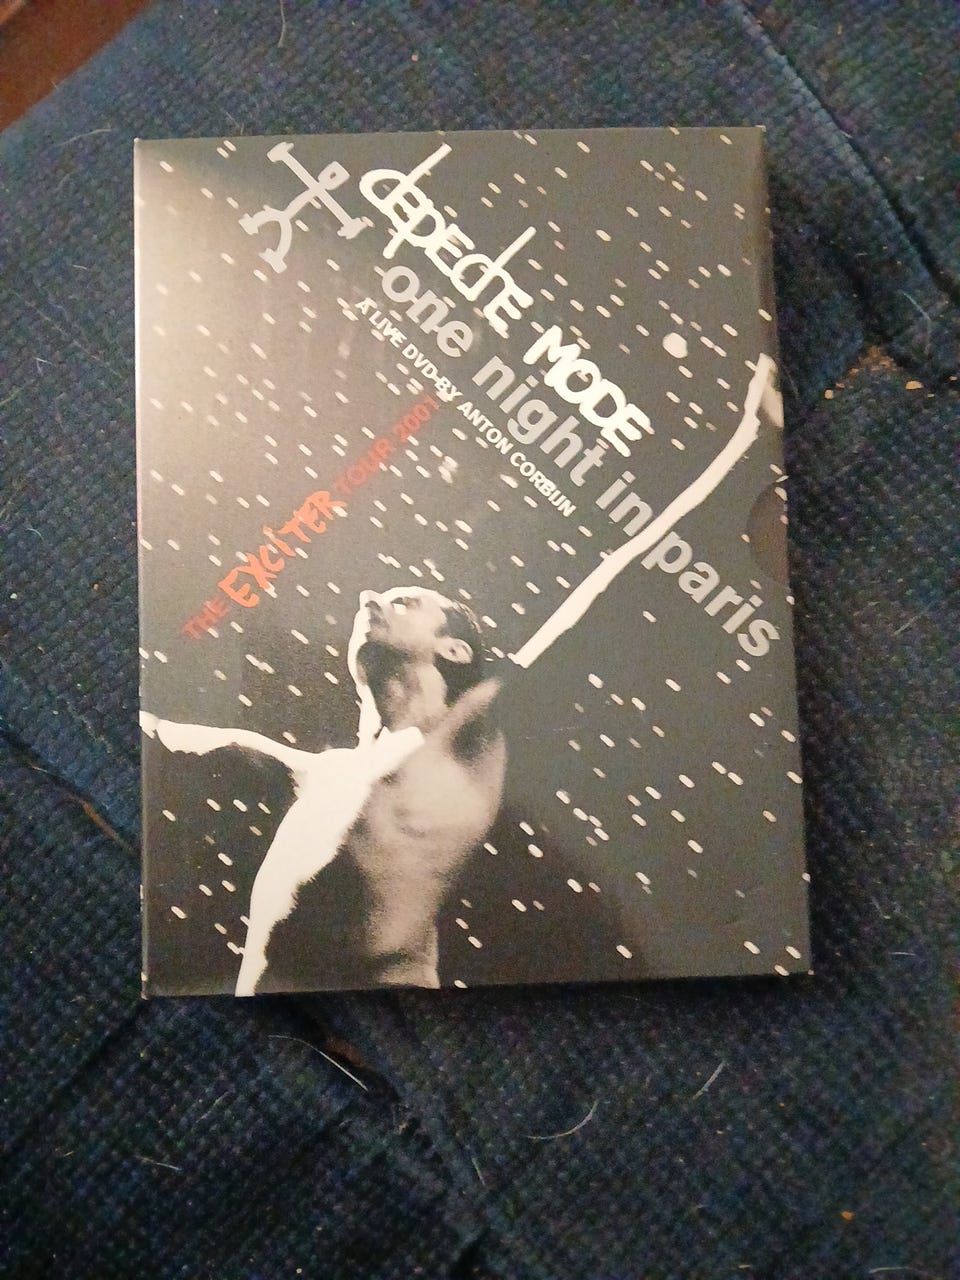 dEPEchE MODE
one night in paris
A LIVE DVD BY ANTON CORBIJN
THE EXCITER TOUR 2001